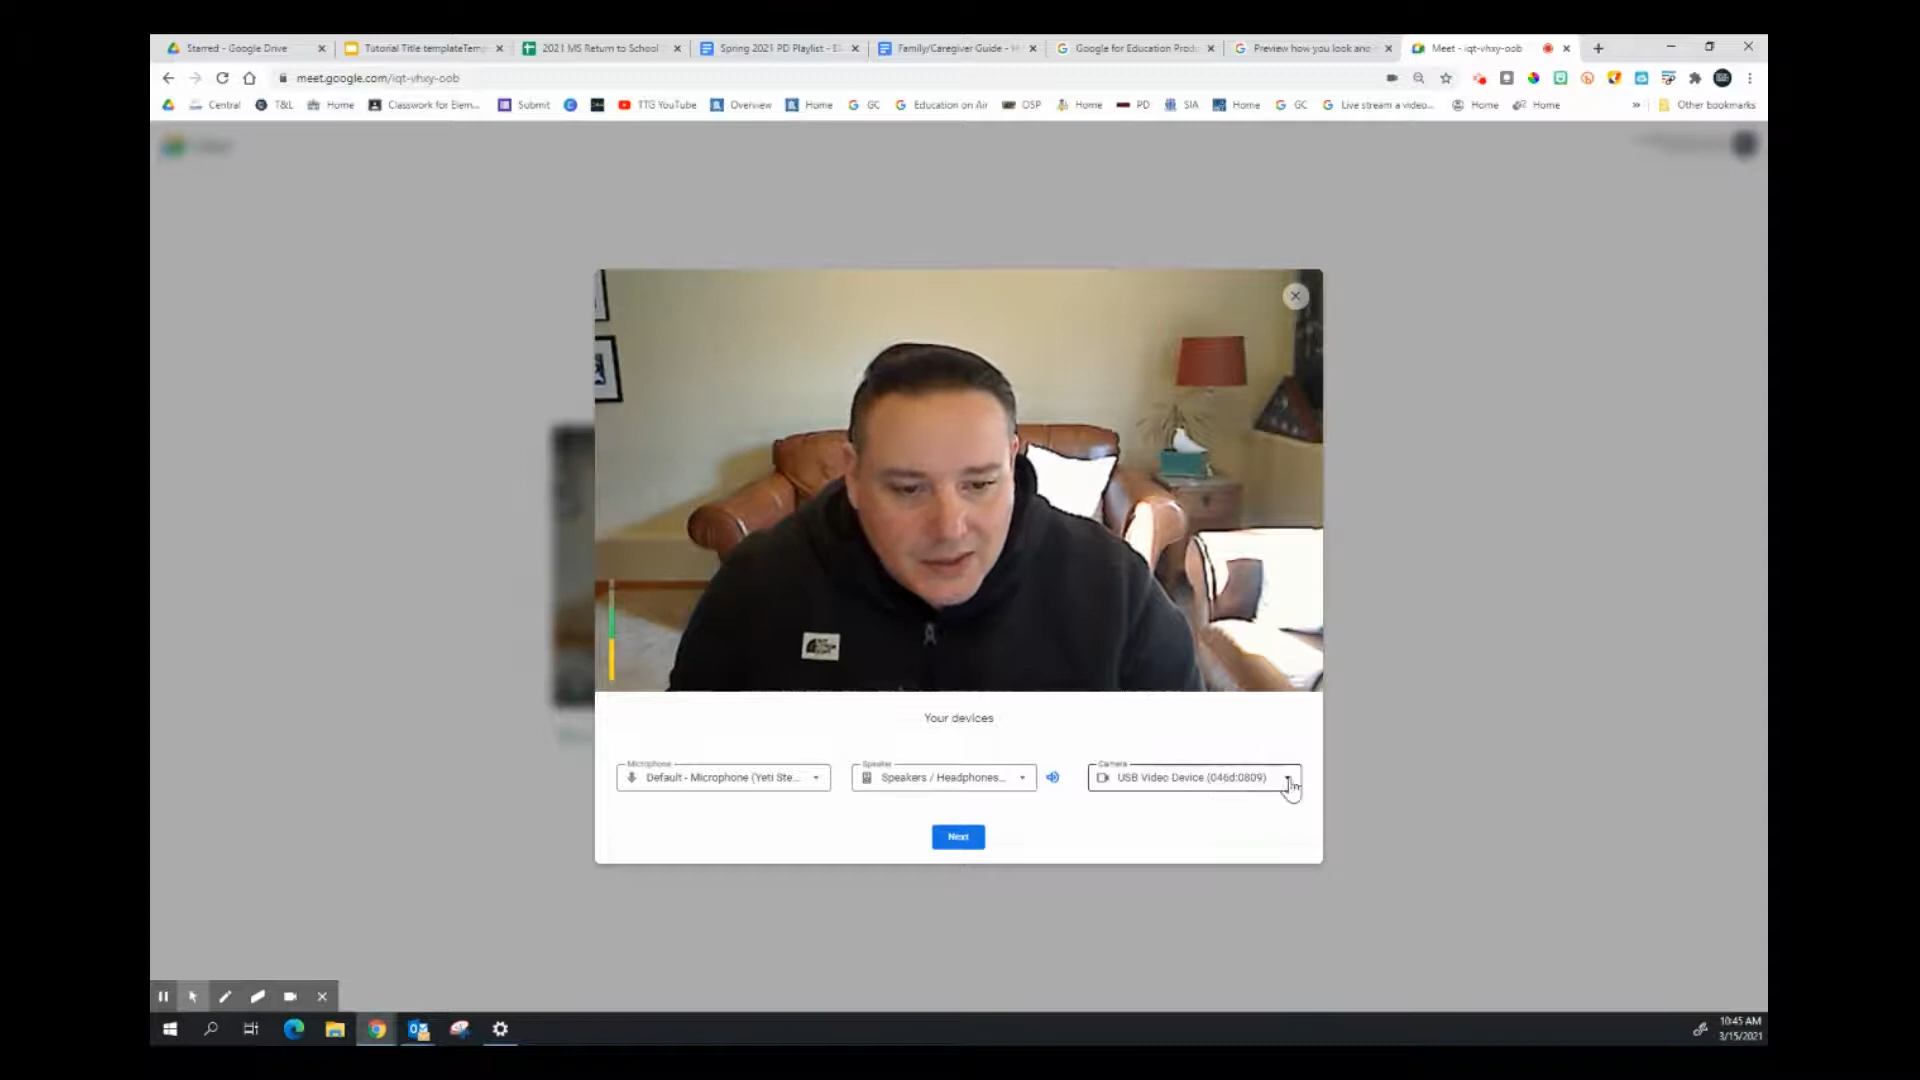 Starred - Google Drive
Tutorial Title templateTem
2021 MS Return to School
Spring 2021 PD Playlist - E
Family/Caregiver Guide -
Google for Education Prod
Preview how you look and
Meet - iqt-vhxy-oob
meet.google.com/iqt-vhxy-oob
Central
T&L
Home
Classwork for Elem...
Submit
TTG YouTube
Overview
Home
GC
Education on Air
DSP
Home
PD
SIA
Home
GC
Live stream a video...
Home
Home
»
Other bookmarks
Your devices
Microphone
Default - Microphone (Yeti Ste...
Speaker
Speakers / Headphones...
Camera
USB Video Device (046d:0809)
Next
10:45 AM
3/15/2021